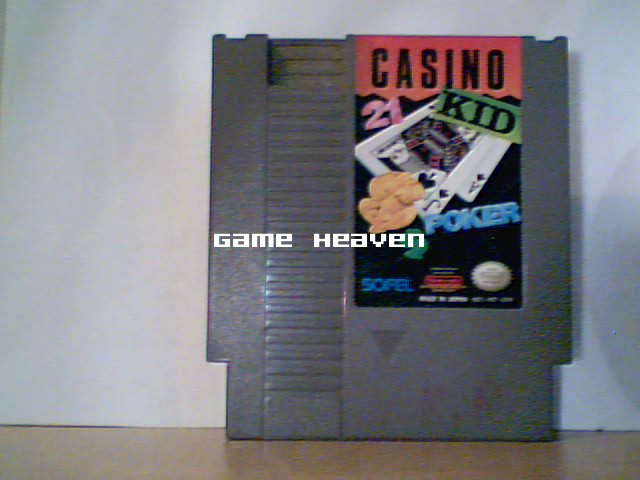 CASINO
KID
21
POKER
Game Heaven
SOFEL
MADE IN JAPAN